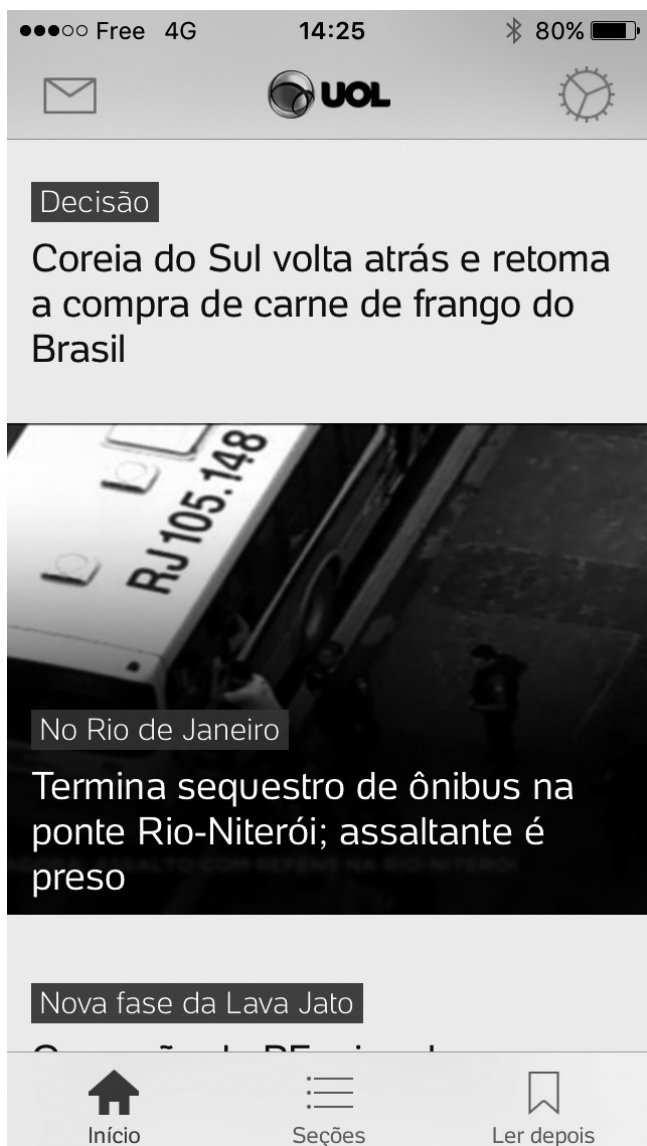 Free 4G 14:25 80%
UOL
Decisão
Coreia do Sul volta atrás e retoma
a compra de carne de frango do
Brasil
RJ105.148
No Rio de Janeiro
Termina sequestro de ônibus na
ponte Rio-Niterói; assaltante é
preso
Nova fase da Lava Jato
Início Seções Ler depois